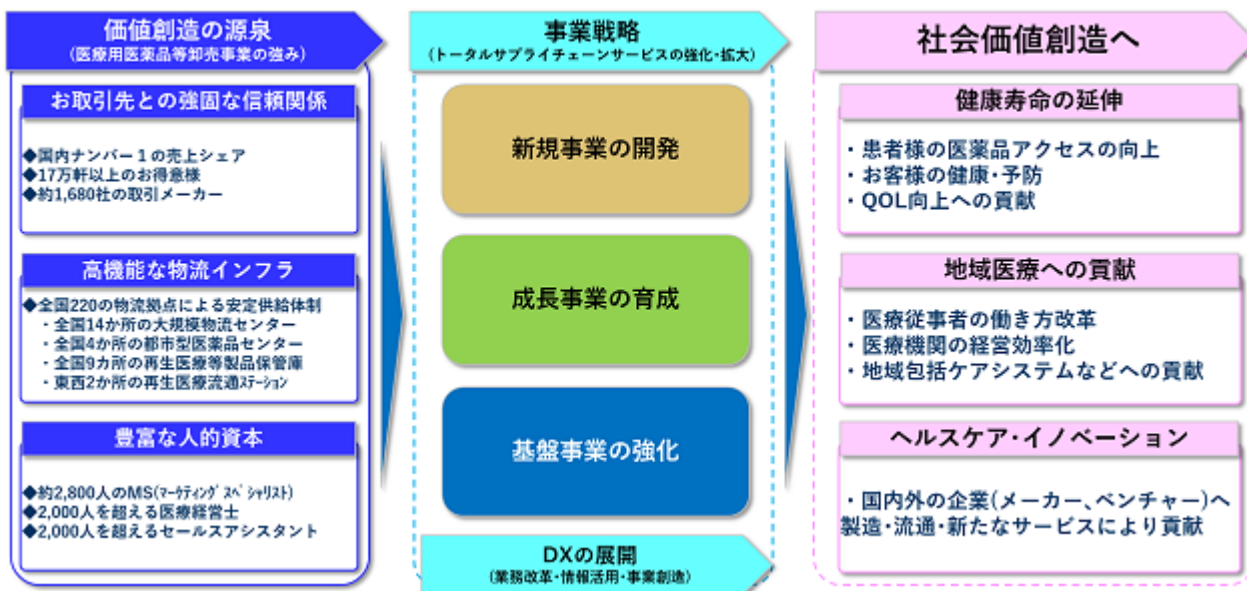 価値創造の源泉
(医療用医薬品等卸売事業の強み)
お取引先との強固な信頼関係
◆国内ナンバー１の売上シェア
◆17万軒以上のお得意様
◆約1,680社の取引メーカー
高機能な物流インフラ
◆全国220の物流拠点による安定供給体制
・全国14か所の大規模物流センター
・全国4か所の都市型医薬品センター
・全国9カ所の再生医療等製品保管庫
・東西2か所の再生医療流通ｽﾃｰｼｮﾝ
豊富な人的資本
◆約2,800人のMS(ﾏｰｹﾃｨﾝｸﾞｽﾍﾟｼｬﾘｽﾄ)
◆2,000人を超える医療経営士
◆2,000人を超えるセールスアシスタント
事業戦略
(トータルサプライチェーンサービスの強化･拡大)
新規事業の開発
成長事業の育成
基盤事業の強化
DXの展開
(業務改革･情報活用･事業創造)
社会価値創造へ
健康寿命の延伸
・患者様の医薬品アクセスの向上
・お客様の健康･予防
・QOL向上への貢献
地域医療への貢献
・医療従事者の働き方改革
・医療機関の経営効率化
・地域包括ケアシステムなどへの貢献
ヘルスケア･イノベーション
・国内外の企業(メーカー、ベンチャー)へ
製造･流通･新たなサービスにより貢献